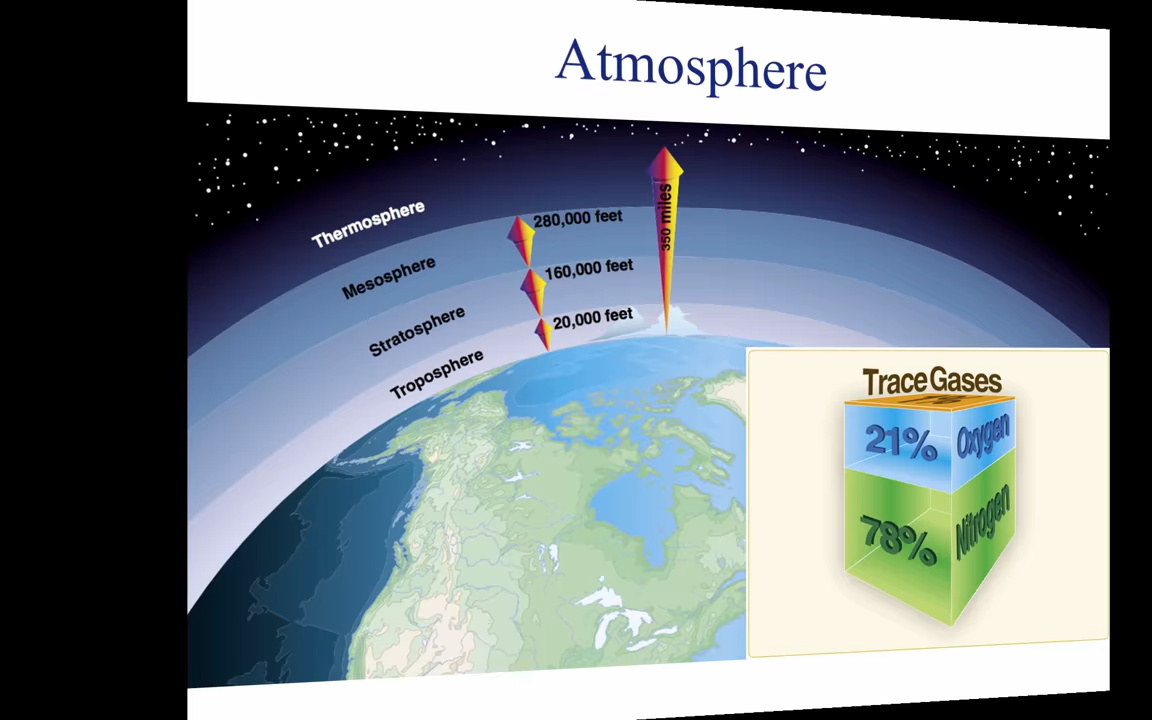 Atmosphere
Thermosphere
280,000 feet
350 miles
Mesosphere
160,000 feet
Stratosphere
20,000 feet
Troposphere
Trace Gases
21%
Oxygen
78%
Nitrogen